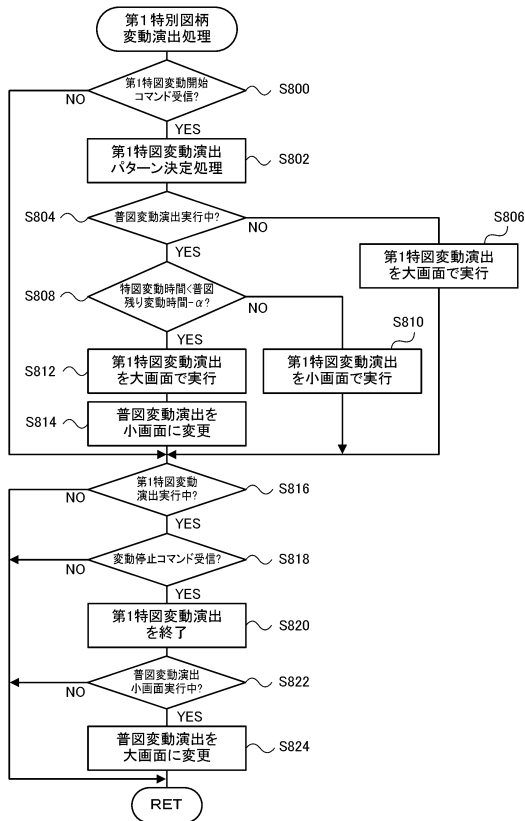 第1特別図柄
変動演出処理
第1特図変動開始
コマンド受信?
S800
NO
YES
第1特図変動演出
パターン決定処理
S802
S804
普図変動演出実行中?
NO
YES
S806
第1特図変動演出
を大画面で実行
S808
特図変動時間<普図
残り変動時間-α?
NO
YES
S810
第1特図変動演出
を小画面で実行
S812
第1特図変動演出
を大画面で実行
S814
普図変動演出を
小画面に変更
第1特図変動
演出実行中?
S816
NO
YES
変動停止コマンド受信?
S818
NO
YES
第1特図変動演出
を終了
S820
普図変動演出
小画面実行中?
S822
NO
YES
普図変動演出を
大画面に変更
S824
RET